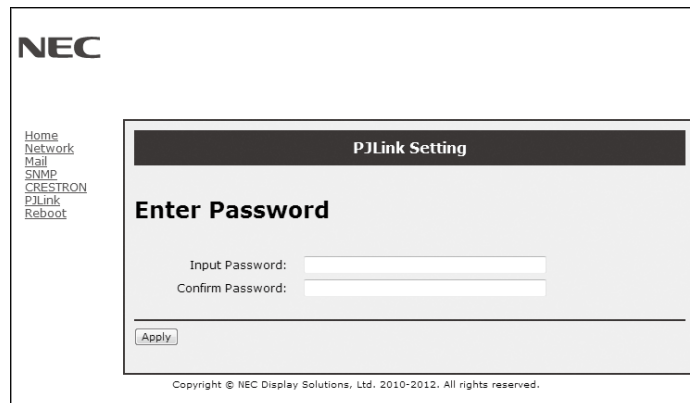 NEC
Home
Network
Mail
SNMP
CRESTRON
PJLink
Reboot
PJLink Setting
Enter Password
Input Password:
Confirm Password:
Apply
Copyright © NEC Display Solutions, Ltd. 2010-2012. All rights reserved.